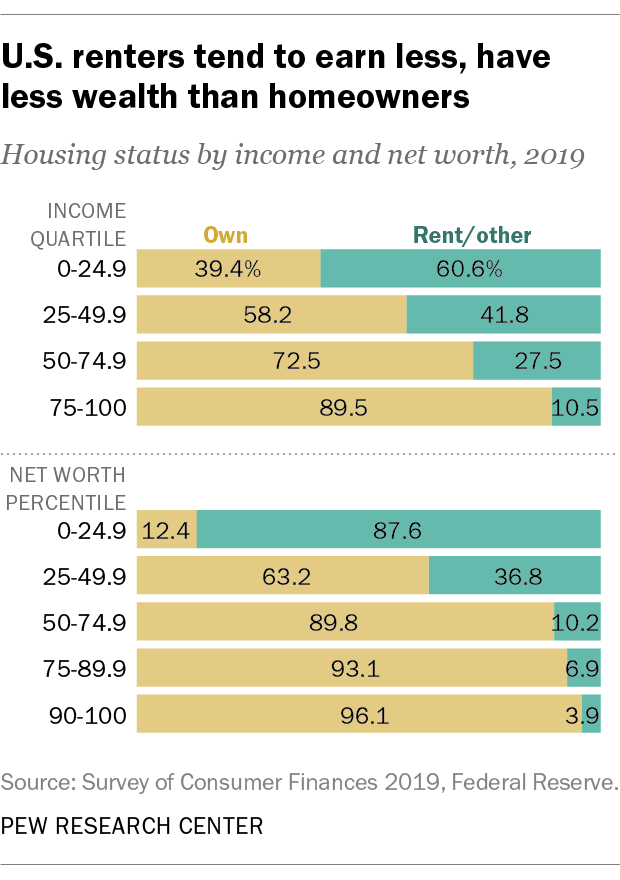 U.S. renters tend to earn less, have
less wealth than homeowners
Housing status by income and net worth, 2019
INCOME
QUARTILE
Own Rent/other
0-24.9 39.4% 60.6%
25-49.9 58.2 41.8
50-74.9 72.5 27.5
75-100 89.5 10.5
NET WORTH
PERCENTILE
0-24.9 12.4 87.6
25-49.9 63.2 36.8
50-74.9 89.8 10.2
75-89.9 93.1 6.9
90-100 96.1 3.9
Source: Survey of Consumer Finances 2019, Federal Reserve.
PEW RESEARCH CENTER